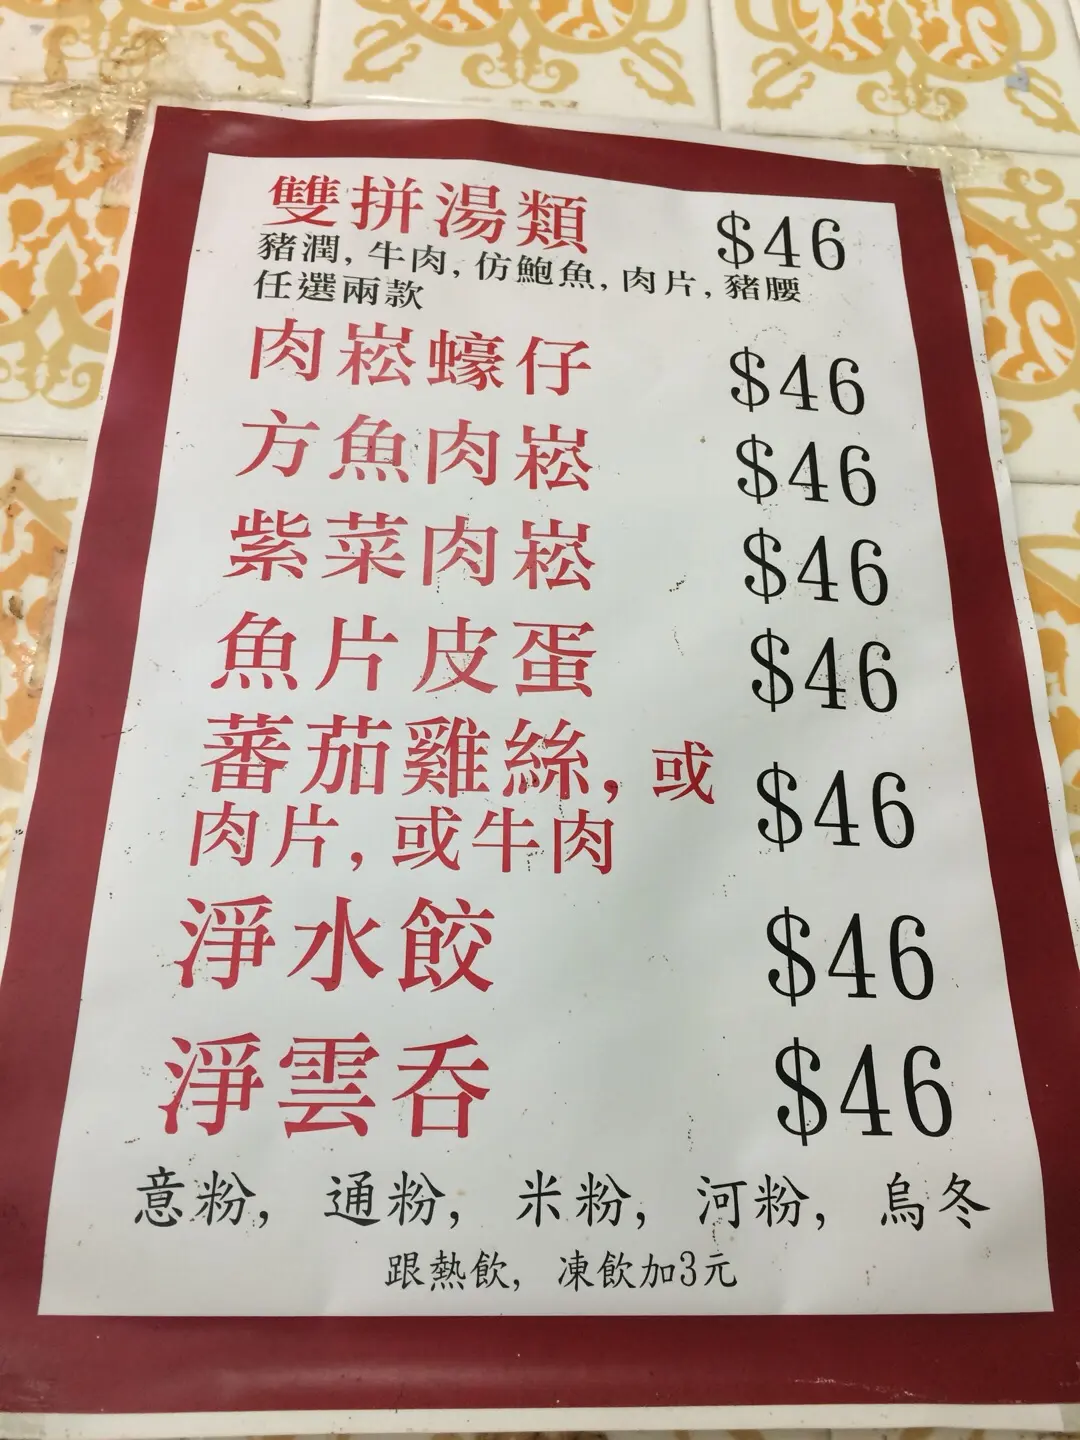 雙拼湯類 $46
豬潤, 牛肉, 仿鮑魚, 肉片, 豬腰
任選兩款
肉崧蠔仔 $46
方魚肉崧 $46
紫菜肉崧 $46
魚片皮蛋 $46
蕃茄雞絲, 或 $46
肉片, 或牛肉
淨水餃 $46
淨雲吞 $46
意粉, 通粉, 米粉, 河粉, 烏冬
跟熱飲, 凍飲加3元